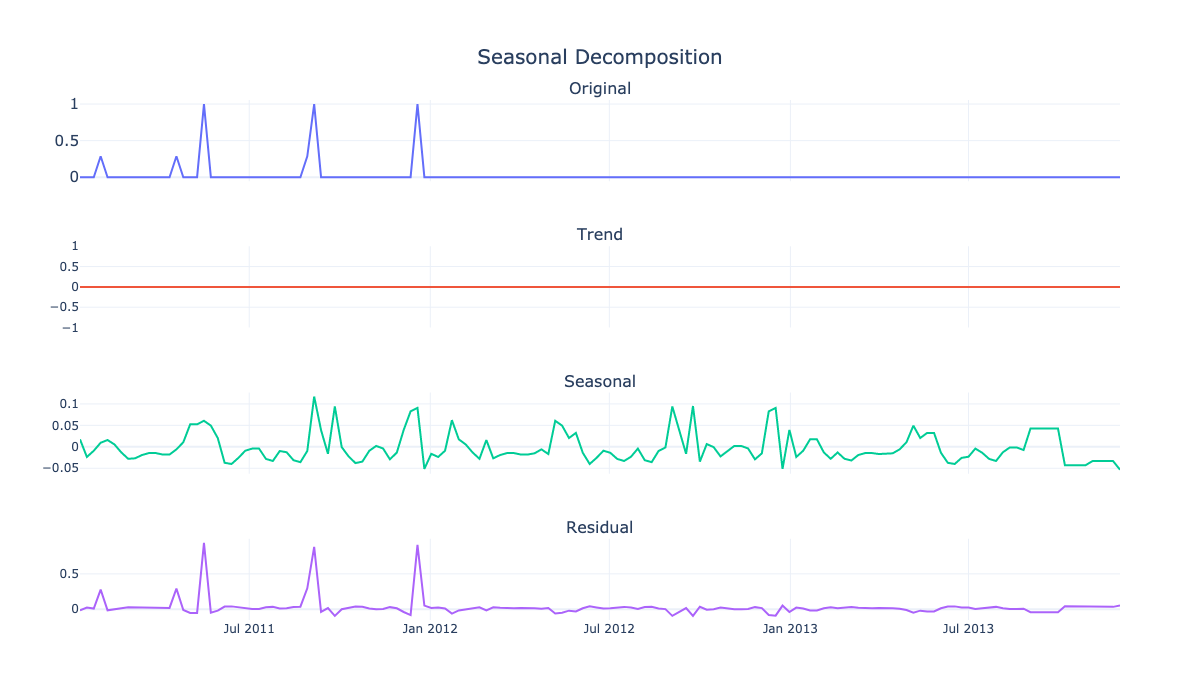 Seasonal Decomposition
Original
1
0.5
0
Trend
1
0.5
0
−0.5
−1
Seasonal
0.1
0.05
0
−0.05
Residual
0.5
0
Jul 2011 Jan 2012 Jul 2012 Jan 2013 Jul 2013